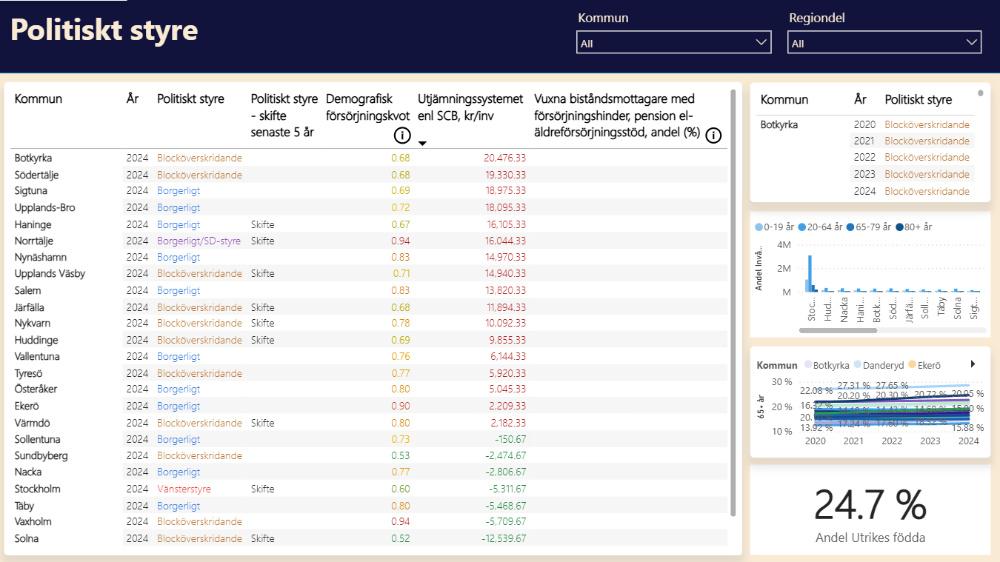 Politiskt styre
Kommun
All
Regiondel
All
Kommun År Politiskt styre Politiskt styre - skifte senaste 5 år Demografisk försörjningskvot Utjämningssystemet enl SCB, kr/inv Vuxna biståndsmottagare med försörjningshinder, pension el- äldreförsörjningsstöd, andel (%)
Botkyrka 2024 Blocköverskridande 0.68 20,476.33
Södertälje 2024 Blocköverskridande 0.68 19,330.33
Sigtuna 2024 Borgerligt 0.69 18,975.33
Upplands-Bro 2024 Borgerligt 0.72 18,095.33
Haninge 2024 Borgerligt Skifte 0.67 16,105.33
Norrtälje 2024 Borgerligt/SD-styre Skifte 0.94 16,044.33
Nynäshamn 2024 Borgerligt 0.83 14,970.33
Upplands Väsby 2024 Blocköverskridande Skifte 0.71 14,940.33
Salem 2024 Borgerligt 0.83 13,820.33
Järfälla 2024 Blocköverskridande Skifte 0.68 11,894.33
Nykvarn 2024 Blocköverskridande Skifte 0.78 10,092.33
Huddinge 2024 Blocköverskridande Skifte 0.69 9,855.33
Vallentuna 2024 Borgerligt 0.76 6,144.33
Tyresö 2024 Blocköverskridande 0.77 5,920.33
Österåker 2024 Borgerligt 0.80 5,045.33
Ekerö 2024 Borgerligt 0.90 2,209.33
Värmdö 2024 Blocköverskridande Skifte 0.80 2,182.33
Sollentuna 2024 Borgerligt 0.73 -150.67
Sundbyberg 2024 Blocköverskridande 0.53 -2,474.67
Nacka 2024 Borgerligt 0.77 -2,806.67
Stockholm 2024 Vänsterstyre Skifte 0.60 -5,311.67
Täby 2024 Borgerligt 0.80 -5,468.67
Vaxholm 2024 Blocköverskridande 0.94 -5,709.67
Solna 2024 Blocköverskridande Skifte 0.52 -12,539.67
Kommun År Politiskt styre
Botkyrka 2020 Blocköverskridande
2021 Blocköverskridande
2022 Blocköverskridande
2023 Blocköverskridande
2024 Blocköverskridande
0-19 år 20-64 år 65-79 år 80+ år
Andel Invå...
4M
2M
M
Stoc... Hud... Nacka Hani... Botk... Söd... Järfä... Soll... Täby Solna Sigt...
Kommun Botkyrka Danderyd Ekerö
65+ år
30 %
20 %
10 %
22.08 % 27.31 % 27.65 %
20.20 % 20.30 % 20.72 % 20.95 %
16.32 %
13.92 % 17.24 % 17.60 % 15.88 %
2020 2021 2022 2023 2024
24.7 %
Andel Utrikes födda